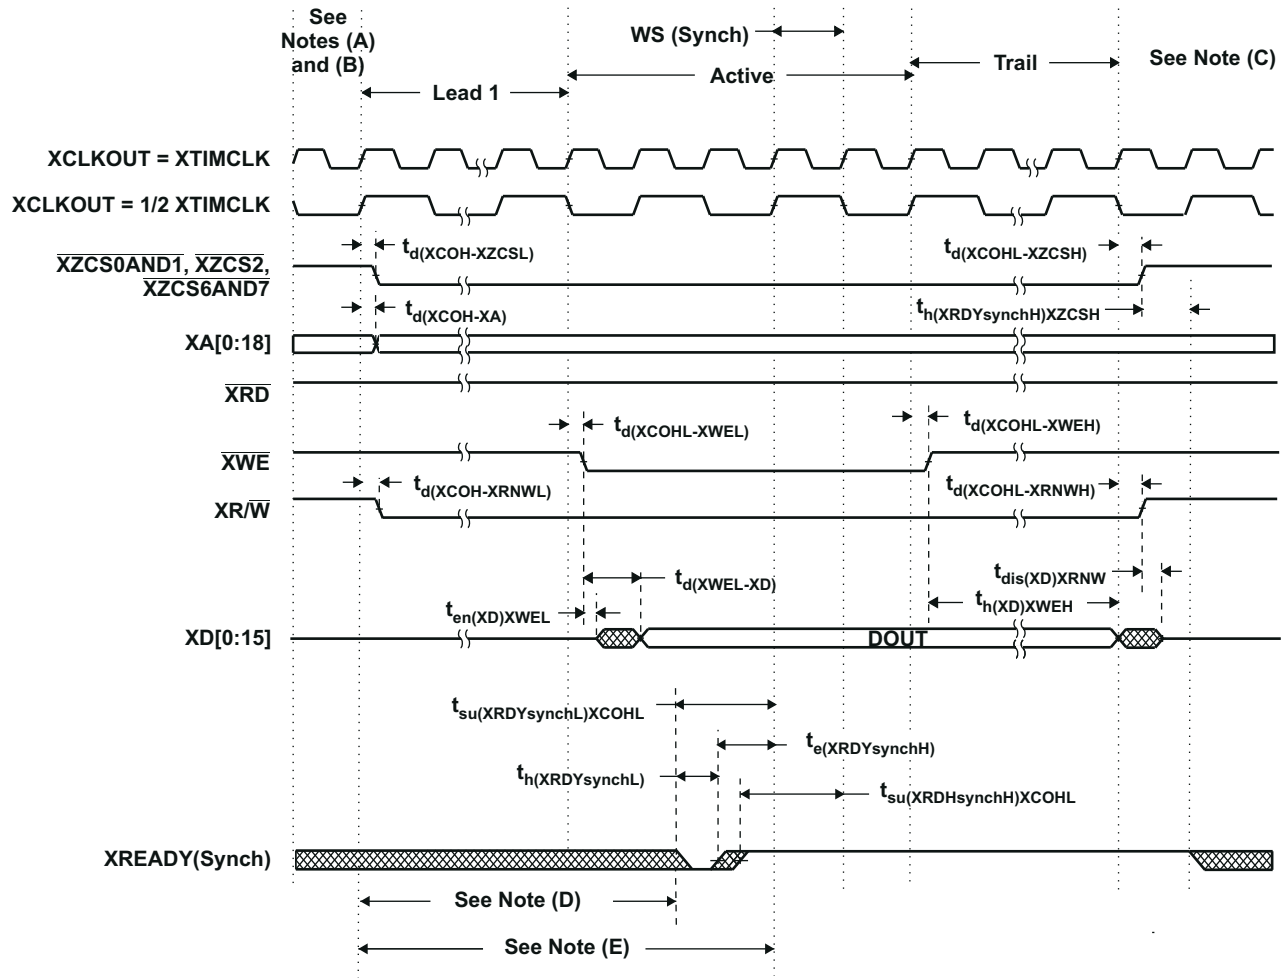 See
Notes (A)
and (B)
WS (Synch)
Active
Trail
See Note (C)
Lead 1
XCLKOUT = XTIMCLK
XCLKOUT = 1/2 XTIMCLK
td(XCOH-XZCSL)
td(XCOHL-XZCSH)
XZCS0AND1, XZCS2,
XZCS6AND7
td(XCOH-XA)
th(XRDYsynchH)XZCSH
XA[0:18]
XRD
td(XCOHL-XWEL)
td(XCOHL-XWEH)
XWE
td(XCOH-XRNWL)
td(XCOHL-XRNWH)
XR/W
td(XWEL-XD)
tdis(XD)XRNW
ten(XD)XWEL
th(XD)XWEH
XD[0:15]
DOUT
tsu(XRDYsynchL)XCOHL
te(XRDYsynchH)
th(XRDYsynchL)
tsu(XRDHsynchH)XCOHL
XREADY(Synch)
See Note (D)
See Note (E)